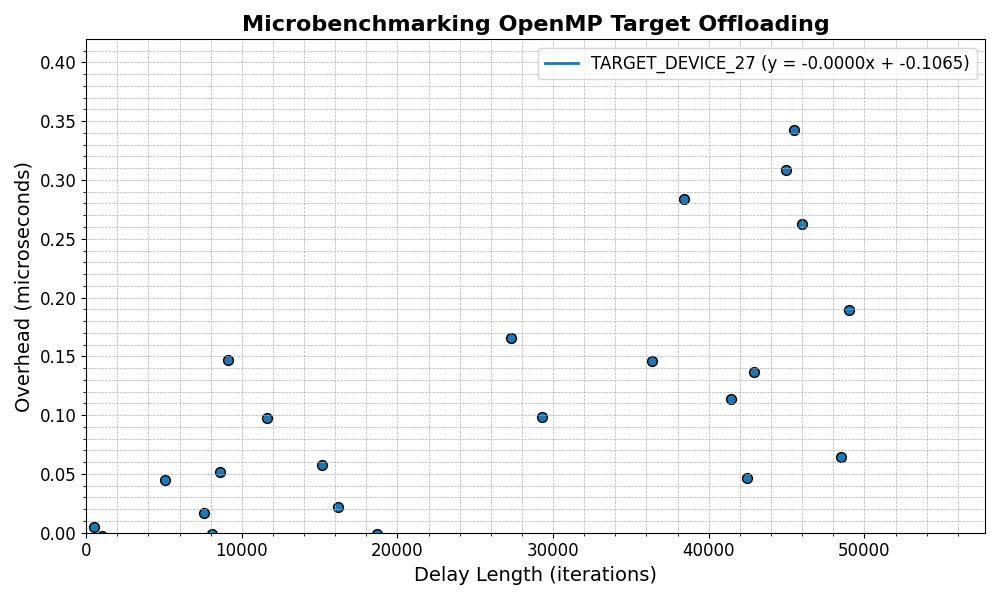 Microbenchmarking OpenMP Target Offloading
TARGET_DEVICE_27 (y = -0.0000x + -0.1065)
Overhead (microseconds)
0.40
0.35
0.30
0.25
0.20
0.15
0.10
0.05
0.00
0 10000 20000 30000 40000 50000
Delay Length (iterations)